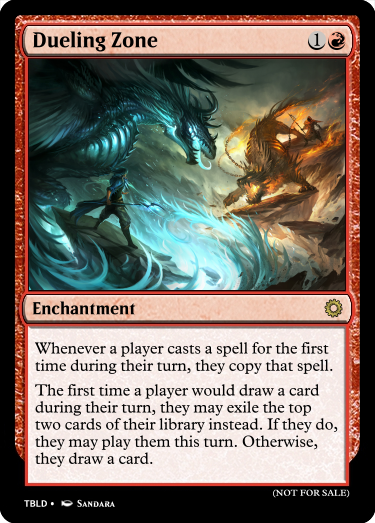 Dueling Zone 1
Enchantment
Whenever a player casts a spell for the first
time during their turn, they copy that spell.
The first time a player would draw a card
during their turn, they may exile the top
two cards of their library instead. If they do,
they may play them this turn. Otherwise,
they draw a card.
(NOT FOR SALE)
TBLD • SANDARA